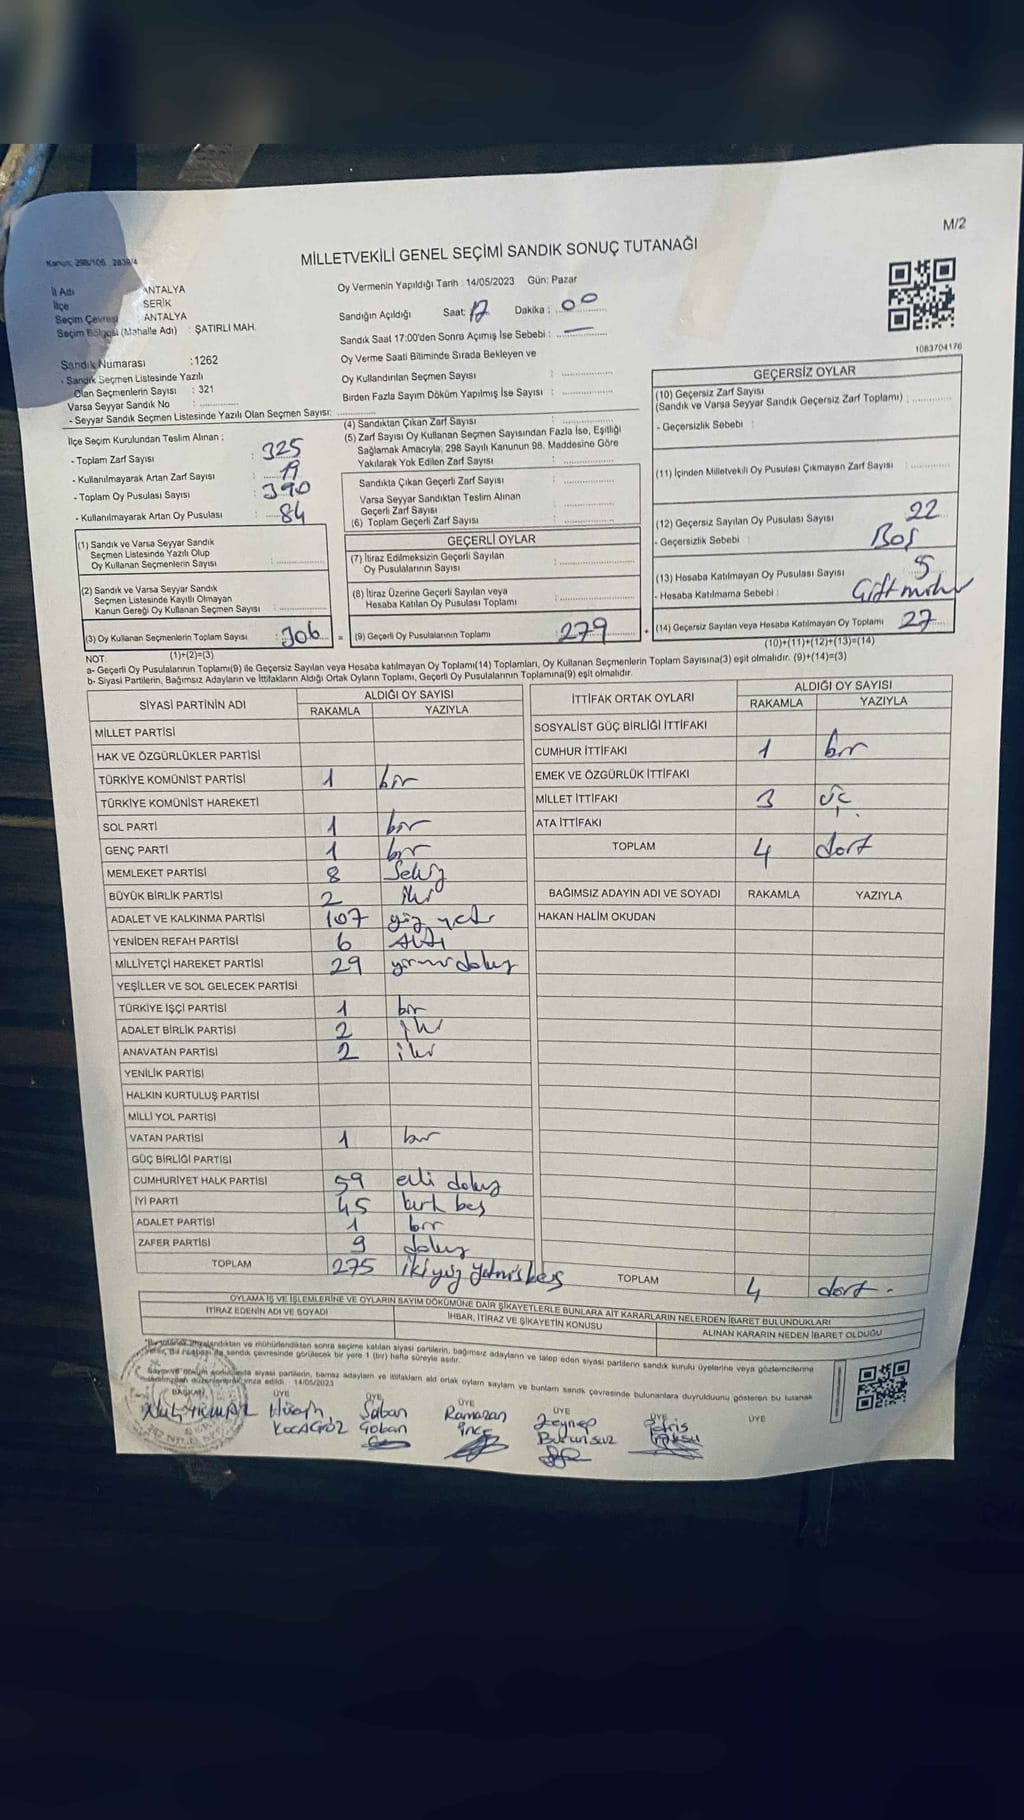 M/2
Kanun: 298/105 2839/4
MİLLETVEKİLİ GENEL SEÇİMİ SANDIK SONUÇ TUTANAĞI
İl Adı ANTALYA
İlçe SERİK
Seçim Çevresi ANTALYA
Seçim Bölgesi (Mahalle Adı) : ŞATIRLI MAH.
Oy Vermenin Yapıldığı Tarih : 14/05/2023 Gün: Pazar
Sandığın Açıldığı Saat: 17 Dakika : 00
Sandık Saat 17:00'den Sonra Açımış İse Sebebi : —
Oy Verme Saati Bitiminde Sırada Bekleyen ve
Oy Kullandırılan Seçmen Sayısı :
Birden Fazla Sayım Döküm Yapılmış İse Sayısı :
1083704176
Sandık Numarası :1262
- Sandık Seçmen Listesinde Yazılı
Olan Seçmenlerin Sayısı : 321
Varsa Seyyar Sandık No :
- Seyyar Sandık Seçmen Listesinde Yazılı Olan Seçmen Sayısı:
İlçe Seçim Kurulundan Teslim Alınan ;
- Toplam Zarf Sayısı : 325
- Kullanılmayarak Artan Zarf Sayısı : 19
- Toplam Oy Pusulası Sayısı : 390
- Kullanılmayarak Artan Oy Pusulası : 84
(1) Sandık ve Varsa Seyyar Sandık
Seçmen Listesinde Yazılı Olup
Oy Kullanan Seçmenlerin Sayısı :
(2) Sandık ve Varsa Seyyar Sandık
Seçmen Listesinde Kayıtlı Olmayan
Kanun Gereği Oy Kullanan Seçmen Sayısı :
(3) Oy Kullanan Seçmenlerin Toplam Sayısı : 306 =
(1)+(2)=(3)
(4) Sandıktan Çıkan Zarf Sayısı :
(5) Zarf Sayısı Oy Kullanan Seçmen Sayısından Fazla İse, Eşitliği
Sağlamak Amacıyla; 298 Sayılı Kanunun 98. Maddesine Göre
Yakılarak Yok Edilen Zarf Sayısı :
Sandıkta Çıkan Geçerli Zarf Sayısı :
Varsa Seyyar Sandıktan Teslim Alınan
Geçerli Zarf Sayısı :
(6) Toplam Geçerli Zarf Sayısı :
GEÇERLİ OYLAR
(7) İtiraz Edilmeksizin Geçerli Sayılan
Oy Pusulalarının Sayısı :
(8) İtiraz Üzerine Geçerli Sayılan veya
Hesaba Katılan Oy Pusulası Toplamı :
(9) Geçerli Oy Pusulalarının Toplamı : 279 +
GEÇERSİZ OYLAR
(10) Geçersiz Zarf Sayısı
(Sandık ve Varsa Seyyar Sandık Geçersiz Zarf Toplamı) :
- Geçersizlik Sebebi :
(11) İçinden Milletvekili Oy Pusulası Çıkmayan Zarf Sayısı :
(12) Geçersiz Sayılan Oy Pusulası Sayısı : 22
- Geçersizlik Sebebi : Boş
(13) Hesaba Katılmayan Oy Pusulası Sayısı : 5
- Hesaba Katılmama Sebebi : Çift mühür
(14) Geçersiz Sayılan veya Hesaba Katılmayan Oy Toplamı : 27
(10)+(11)+(12)+(13)=(14)
NOT:
a- Geçerli Oy Pusulalarının Toplamı(9) ile Geçersiz Sayılan veya Hesaba katılmayan Oy Toplamı(14) Toplamları, Oy Kullanan Seçmenlerin Toplam Sayısına(3) eşit olmalıdır. (9)+(14)=(3)
b- Siyasi Partilerin, Bağımsız Adayların ve İttifakların Aldığı Ortak Oyların Toplamı, Geçerli Oy Pusulalarının Toplamına(9) eşit olmalıdır.
SİYASİ PARTİNİN ADI ALDIĞI OY SAYISI
RAKAMLA YAZIYLA
MİLLET PARTİSİ
HAK VE ÖZGÜRLÜKLER PARTİSİ
TÜRKİYE KOMÜNİST PARTİSİ 1 bir
TÜRKİYE KOMÜNİST HAREKETİ
SOL PARTİ 1 bir
GENÇ PARTİ 1 bir
MEMLEKET PARTİSİ 8 Sekiz
BÜYÜK BİRLİK PARTİSİ 2 iki
ADALET VE KALKINMA PARTİSİ 107 yüz yedi
YENİDEN REFAH PARTİSİ 6 Altı
MİLLİYETÇİ HAREKET PARTİSİ 29 yirmi dokuz
YEŞİLLER VE SOL GELECEK PARTİSİ
TÜRKİYE İŞÇİ PARTİSİ 1 bir
ADALET BİRLİK PARTİSİ 2 iki
ANAVATAN PARTİSİ 2 iki
YENİLİK PARTİSİ
HALKIN KURTULUŞ PARTİSİ
MİLLİ YOL PARTİSİ
VATAN PARTİSİ 1 bir
GÜÇ BİRLİĞİ PARTİSİ
CUMHURİYET HALK PARTİSİ 59 elli dokuz
İYİ PARTİ 45 kırk beş
ADALET PARTİSİ 1 bir
ZAFER PARTİSİ 9 dokuz
TOPLAM 275 ikiyüz yetmiş beş
İTTİFAK ORTAK OYLARI ALDIĞI OY SAYISI
RAKAMLA YAZIYLA
SOSYALİST GÜÇ BİRLİĞİ İTTİFAKI
CUMHUR İTTİFAKI 1 bir
EMEK VE ÖZGÜRLÜK İTTİFAKI
MİLLET İTTİFAKI 3 üç
ATA İTTİFAKI
TOPLAM 4 dört
BAĞIMSIZ ADAYIN ADI VE SOYADI RAKAMLA YAZIYLA
HAKAN HALİM OKUDAN
TOPLAM 4 dört.
OYLAMA İŞ VE İŞLEMLERİNE VE OYLARIN SAYIM DÖKÜMÜNE DAİR ŞİKAYETLERLE BUNLARA AİT KARARLARIN NELERDEN İBARET BULUNDUKLARI
İTİRAZ EDENİN ADI VE SOYADI İHBAR, İTİRAZ VE ŞİKAYETİN KONUSU ALINAN KARARIN NEDEN İBARET OLDUĞU
imzalandıktan ve mühürlendikten sonra seçime katılan siyasi partilerin, bağımsız adayların ve talep eden siyasi partilerin sandık kurulu üyelerine veya gözlemcilerine
sandık çevresinde görülecek bir yere 1 (bir) hafta süreyle asılır.
siyasi partilerin, adayların ve ittifakların ortak oyların sayısını ve bunların sandık çevresinde bulunanlara duyurulduunu gösteren bu tutanak
14/05/2023
BAŞKAN ÜYE ÜYE ÜYE ÜYE ÜYE ÜYE
Hüseyin Şaban Ramazan Zeynep İdris
KOCAGÖZ Çoban İnce